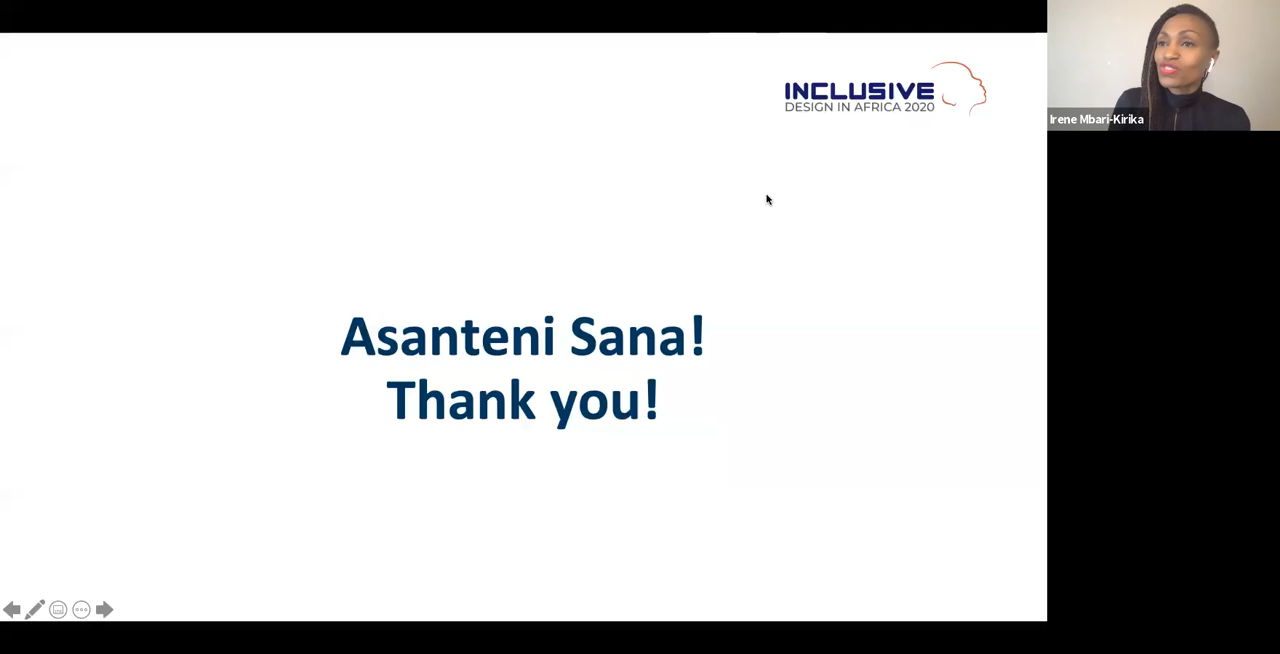 INCLUSIVE
DESIGN IN AFRICA 2020
Irene Mbari-Kirika
Asanteni Sana!
Thank you!